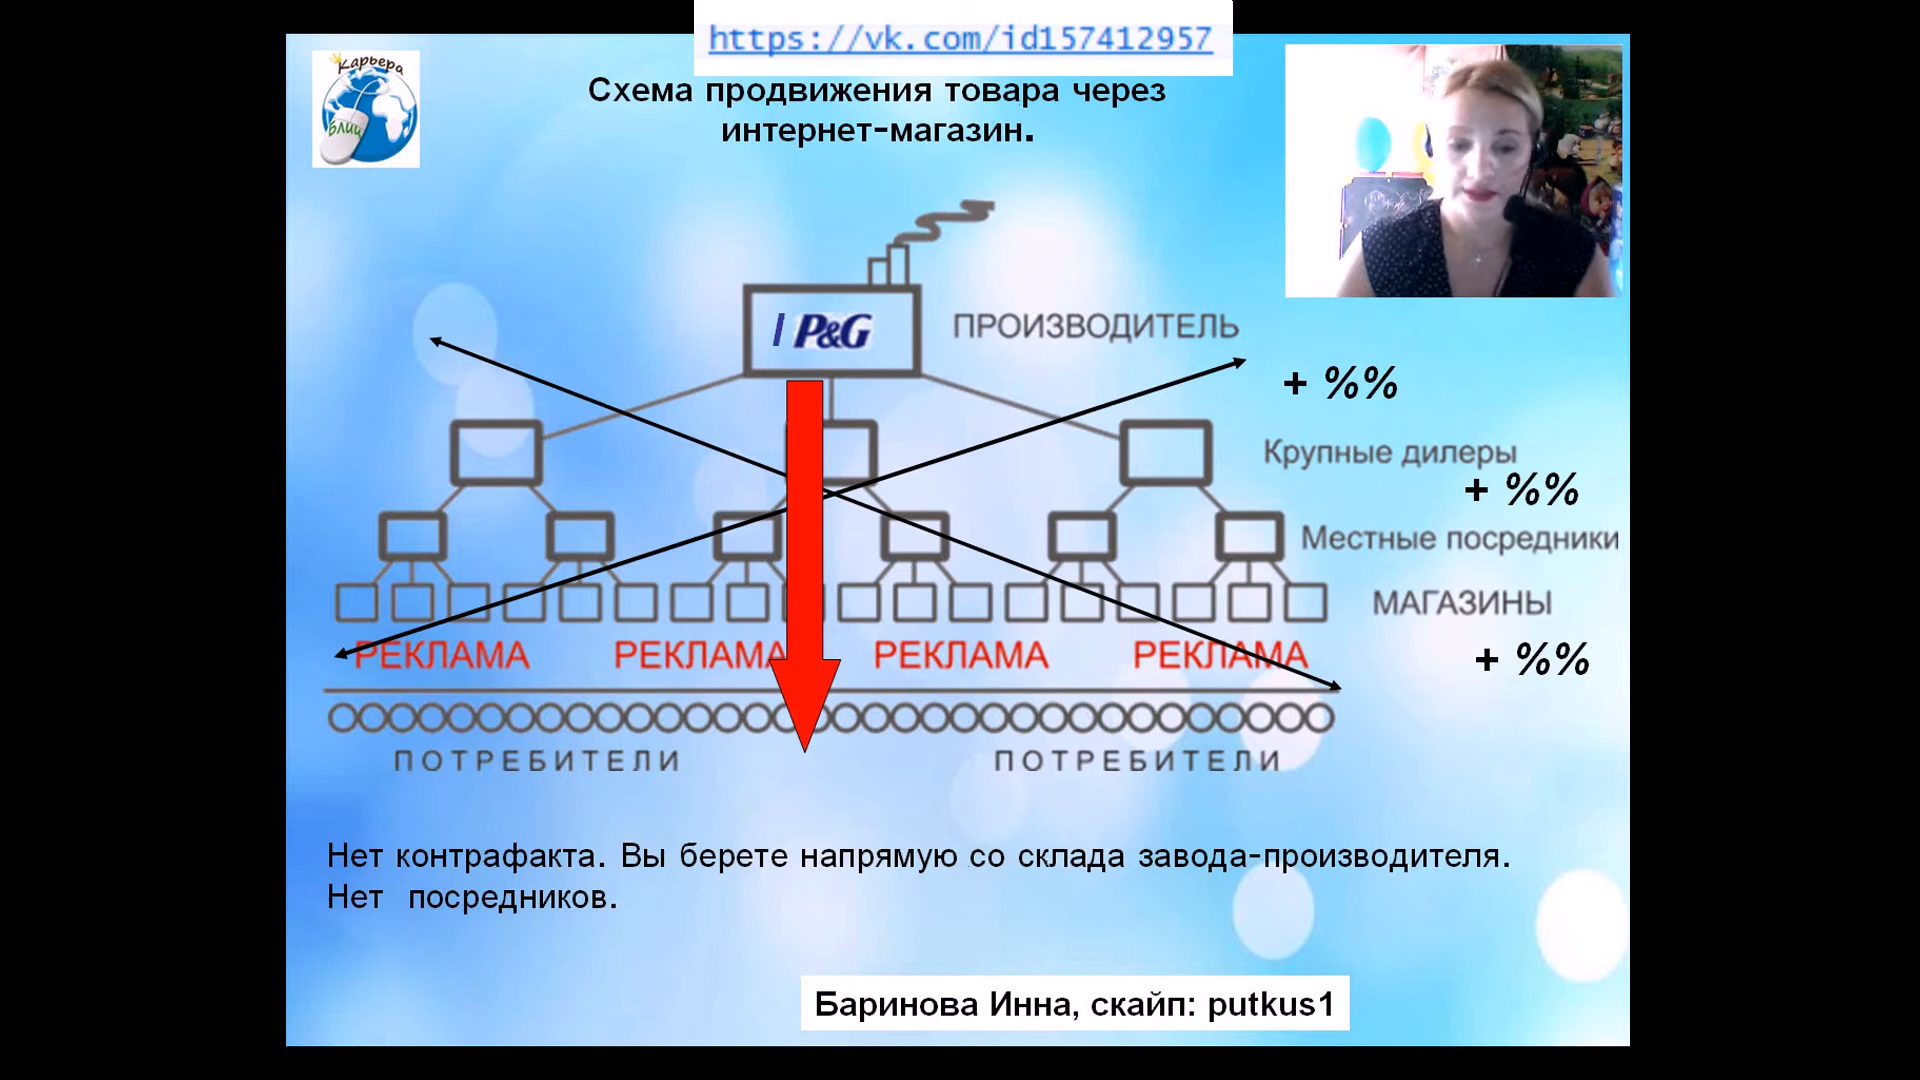 https://vk.com/id157412957
Карьера
блиц
Схема продвижения товара через
интернет-магазин.
P&G
ПРОИЗВОДИТЕЛЬ
+ %%
Крупные дилеры
+ %%
Местные посредники
МАГАЗИНЫ
РЕКЛАМА РЕКЛАМА РЕКЛАМА РЕКЛАМА
+ %%
ПОТРЕБИТЕЛИ ПОТРЕБИТЕЛИ
Нет контрафакта. Вы берете напрямую со склада завода-производителя.
Нет посредников.
Баринова Инна, скайп: putkus1